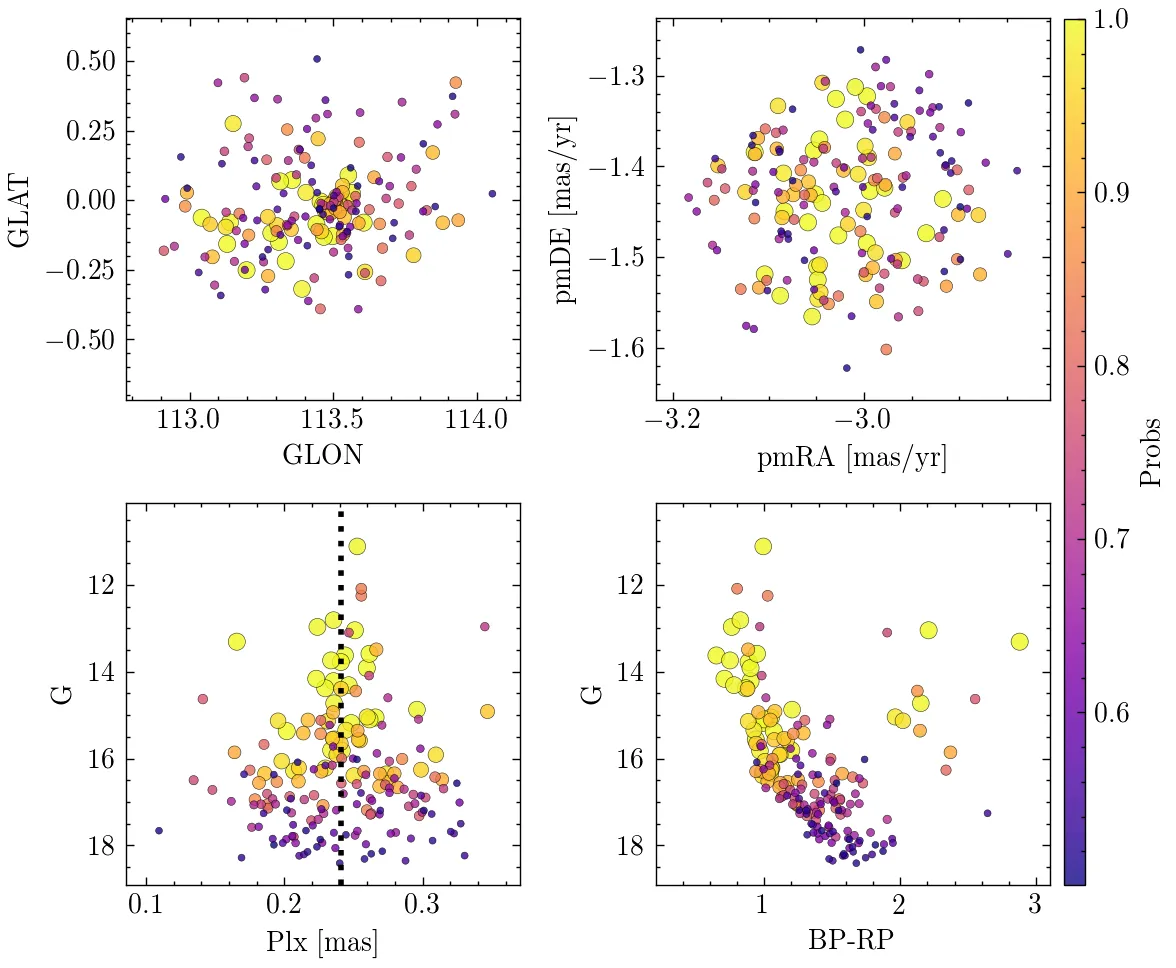 0.50
0.25
0.00
−0.25
−0.50
GLAT
113.0 113.5 114.0
GLON
−1.3
−1.4
−1.5
−1.6
pmDE [mas/yr]
−3.2 −3.0
pmRA [mas/yr]
1.0
0.9
0.8
0.7
0.6
Probs
12
14
16
18
G
0.1 0.2 0.3
Plx [mas]
12
14
16
18
G
1 2 3
BP-RP